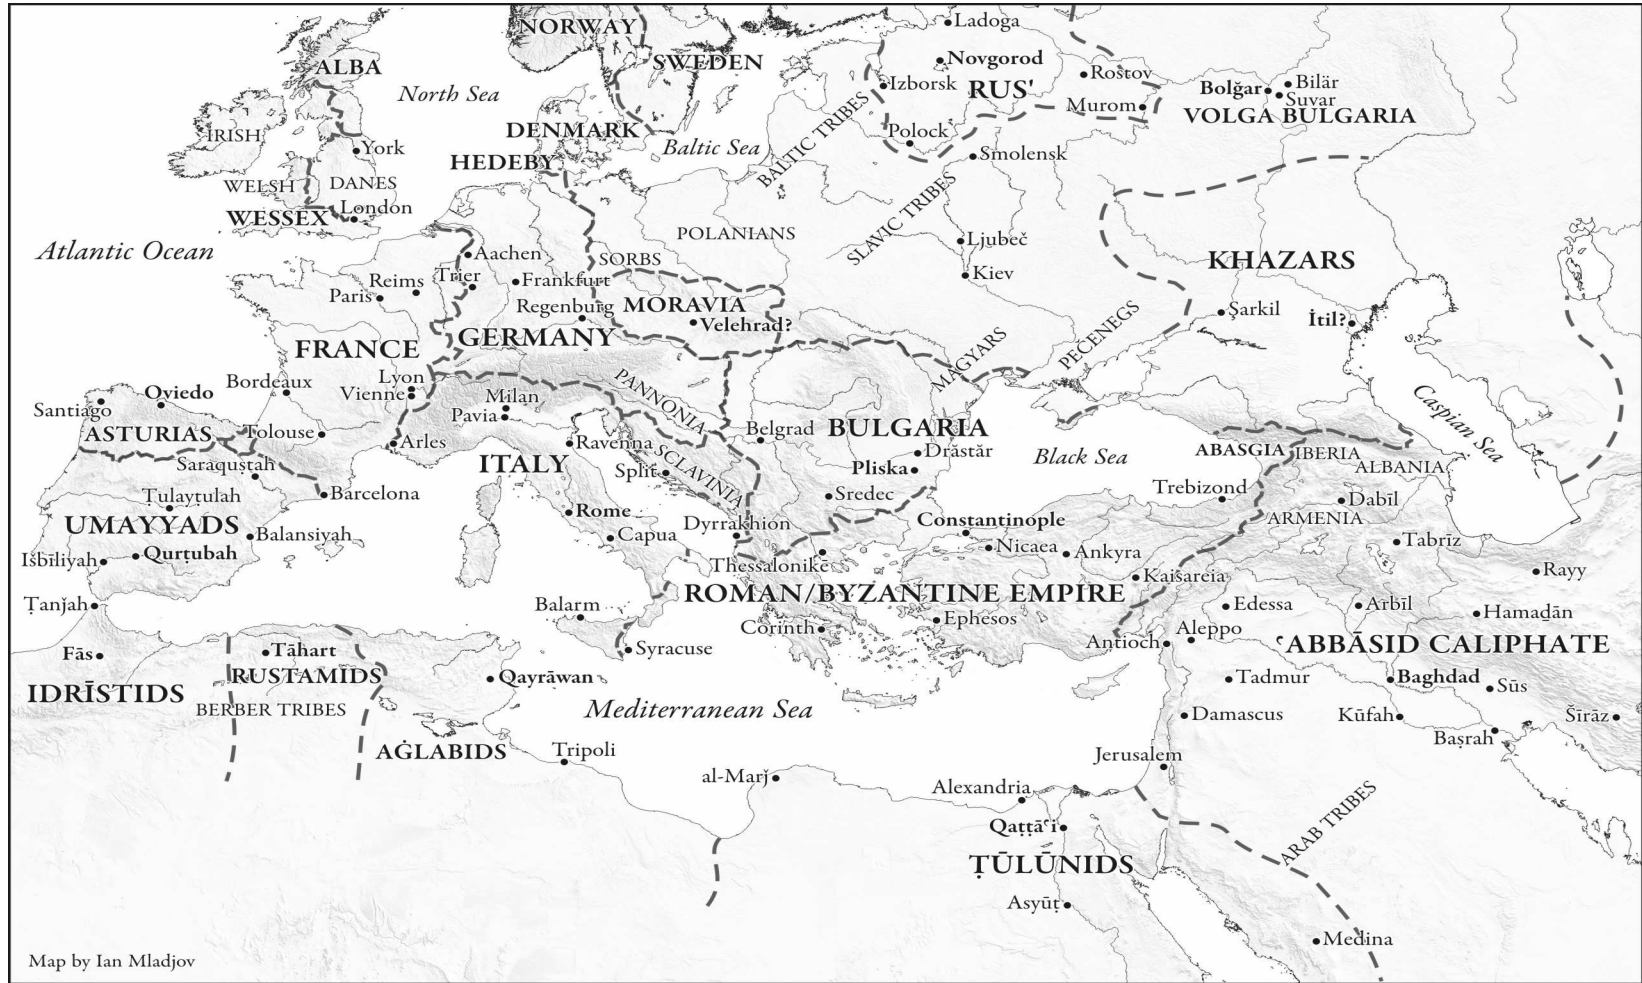 NORWAY
Ladoga
ALBA
SWEDEN
Novgorod
Izborsk
RUS'
Rostov
Bolğar
Bilär
Suvar
North Sea
Murom
VOLGA BULGARIA
IRISH
DENMARK
Polock
BALTIC TRIBES
York
HEDEBY
Baltic Sea
Smolensk
WELSH
DANES
London
WESSEX
POLANIANS
SLAVIC TRIBES
Ljubeč
Atlantic Ocean
Aachen
SORBS
KHAZARS
Kiev
Reims
Trier
Frankfurt
Paris
Regenburg
MORAVIA
Velehrad?
Şarkil
İtil?
GERMANY
FRANCE
MAGYARS
PECENEGS
Lyon
Vienne
Bordeaux
Oviedo
PANNONIA
Milan
Pavia
Santiago
Caspian Sea
ASTURIAS
Tolouse
Arles
Ravenna
Belgrad
BULGARIA
Drăstăr
Black Sea
ABASGIA
IBERIA
ALBANIA
Saraqusṭah
ITALY
Split
SCLAVINIA
Pliska
Sredec
Trebizond
Dabīl
Barcelona
Ṭulayṭulah
Rome
Dyrrakhion
Constantinople
ARMENIA
UMAYYADS
Balansiyah
Capua
Nicaea
Ankyra
Tabrīz
Išbīliyah
Qurṭubah
Thessalonikē
Kaisareia
Rayy
ROMAN/BYZANTINE EMPIRE
Ṭanǰah
Balarm
Corinth
Ephesos
Edessa
Arbīl
Hamaḏān
Antioch
Aleppo
ʿABBĀSID CALIPHATE
Fās
Tāhart
Syracuse
RUSTAMIDS
Qayrāwan
Tadmur
Baghdad
Sūs
IDRĪSTIDS
BERBER TRIBES
Mediterranean Sea
Damascus
Kūfah
Šīrāz
Baṣrah
AĠLABIDS
Tripoli
Jerusalem
al-Marǰ
Alexandria
Qaṭṭāʿi
ARAB TRIBES
ṬŪLŪNIDS
Asyūṭ
Medina
Map by Ian Mladjov